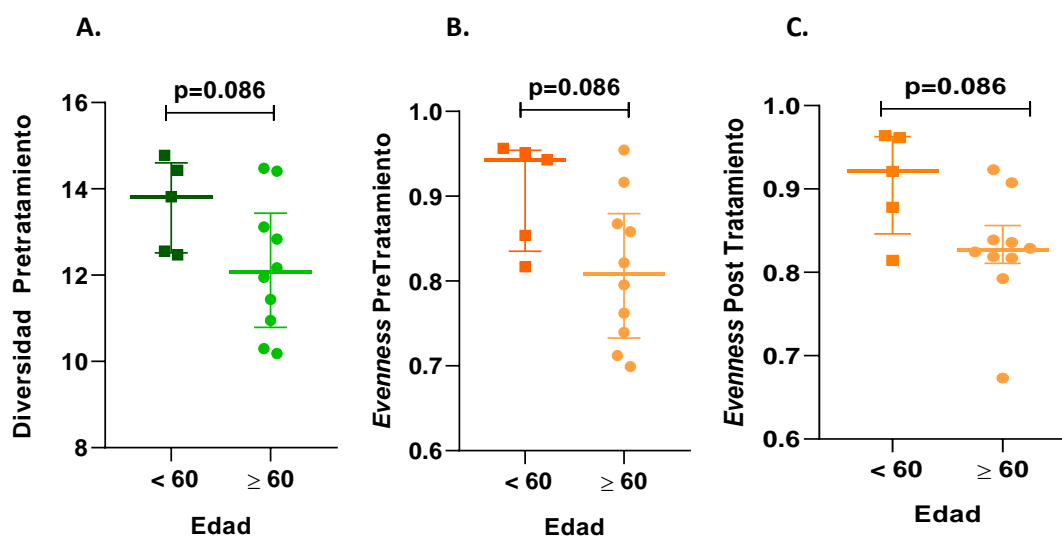 A.
p=0.086
Diversidad Pretratamiento
16
14
12
10
8
< 60
≥ 60
Edad
B.
p=0.086
Evenness PreTratamiento
1.0
0.9
0.8
0.7
0.6
< 60
≥ 60
Edad
C.
p=0.086
Evenness Post Tratamiento
1.0
0.9
0.8
0.7
0.6
< 60
≥ 60
Edad